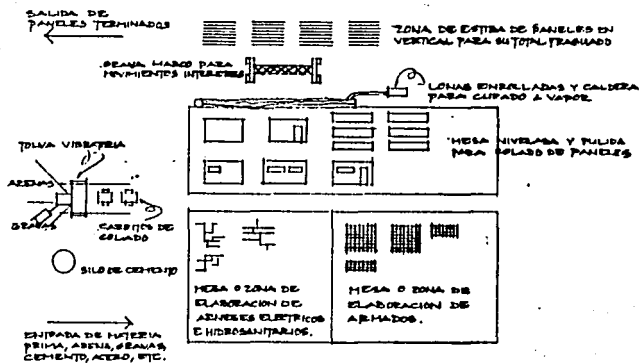 SALIDA DE
PANELES TERMINADOS
ZONA DE ESTIBA DE PANELES EN
VERTICAL PARA SU TOTAL FRAGUADO
GRUA MARCO PARA
MOVIMIENTOS INTERIORES
LONAS ENROLLADAS Y CALDERA
PARA CURADO A VAPOR
MESA NIVELADA Y PULIDA
PARA COLADO DE PANELES
TOLVA VIBRATORIA
ARENAS
GRAVAS
CARRITOS DE
COLADO
SILO DE CEMENTO
MESA O ZONA DE
ELABORACION DE
ARNESES ELECTRICOS
E HIDROSANITARIOS.
MESA O ZONA DE
ELABORACION DE
ARMADOS.
ENTRADA DE MATERIA
PRIMA, ARENA, GRAVAS,
CEMENTO, ACERO, ETC.